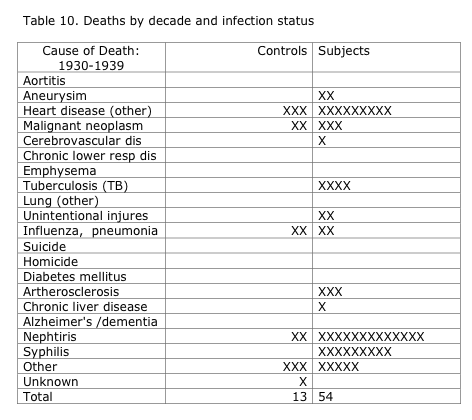 Table 10. Deaths by decade and infection status
Cause of Death: Controls Subjects
1930-1939
Aortitis
Aneurysim XX
Heart disease (other) XXX XXXXXXXXX
Malignant neoplasm XX XXX
Cerebrovascular dis X
Chronic lower resp dis
Emphysema
Tuberculosis (TB) XXXX
Lung (other)
Unintentional injures XX
Influenza, pneumonia XX XX
Suicide
Homicide
Diabetes mellitus
Artherosclerosis XXX
Chronic liver disease X
Alzheimer's /dementia
Nephtiris XX XXXXXXXXXXXXX
Syphilis XXXXXXXXX
Other XXX XXXXX
Unknown X
Total 13 54